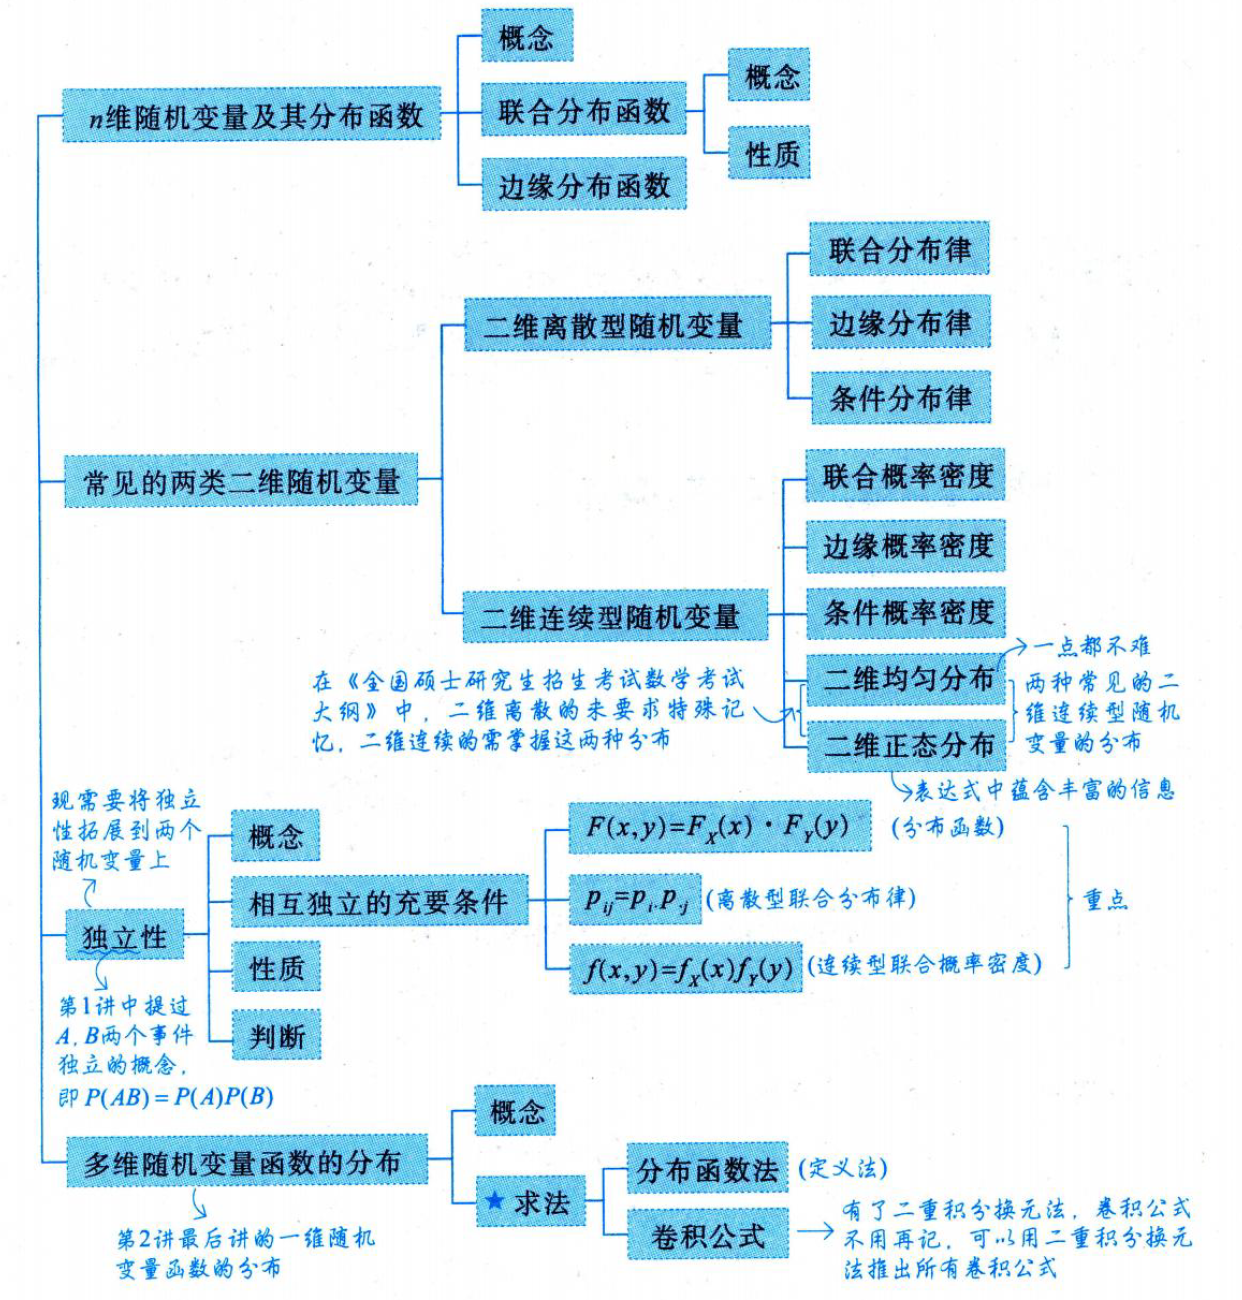 概念
n维随机变量及其分布函数
联合分布函数
概念
性质
边缘分布函数
联合分布律
二维离散型随机变量
边缘分布律
条件分布律
常见的两类二维随机变量
联合概率密度
边缘概率密度
二维连续型随机变量
条件概率密度
二维均匀分布
一点都不难
在《全国硕士研究生招生考试数学考试
大纲》中，二维离散的未要求特殊记
忆，二维连续的需掌握这两种分布
两种常见的二
维连续型随机
变量的分布
二维正态分布
表达式中蕴含丰富的信息
现需要将独立
性拓展到两个
随机变量上
概念
F(x,y)=F_X(x)·F_Y(y) (分布函数)
相互独立的充要条件
p_{ij}=p_{i·}p_{·j} (离散型联合分布律)
重点
独立性
性质
f(x,y)=f_X(x)f_Y(y) (连续型联合概率密度)
判断
第1讲中提过
A, B两个事件
独立的概念，
即 P(AB)=P(A)P(B)
概念
多维随机变量函数的分布
★求法
分布函数法 (定义法)
卷积公式
有了二重积分换元法，卷积公式
不用再记，可以用二重积分换元
法推出所有卷积公式
第2讲最后讲的一维随机
变量函数的分布